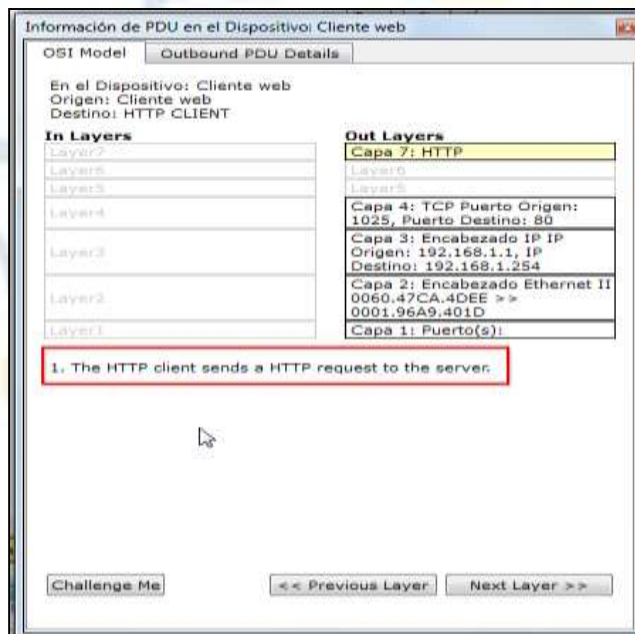 Información de PDU en el Dispositivo: Cliente web
OSI Model
Outbound PDU Details
En el Dispositivo: Cliente web
Origen: Cliente web
Destino: HTTP CLIENT
In Layers
Layer7
Layer6
Layer5
Layer4
Layer3
Layer2
Layer1
Out Layers
Capa 7: HTTP
Layer6
Layer5
Capa 4: TCP Puerto Origen:
1025, Puerto Destino: 80
Capa 3: Encabezado IP IP
Origen: 192.168.1.1, IP
Destino: 192.168.1.254
Capa 2: Encabezado Ethernet II
0060.47CA.4DEE >>
0001.96A9.401D
Capa 1: Puerto(s):
1. The HTTP client sends a HTTP request to the server.
Challenge Me
<< Previous Layer
Next Layer >>